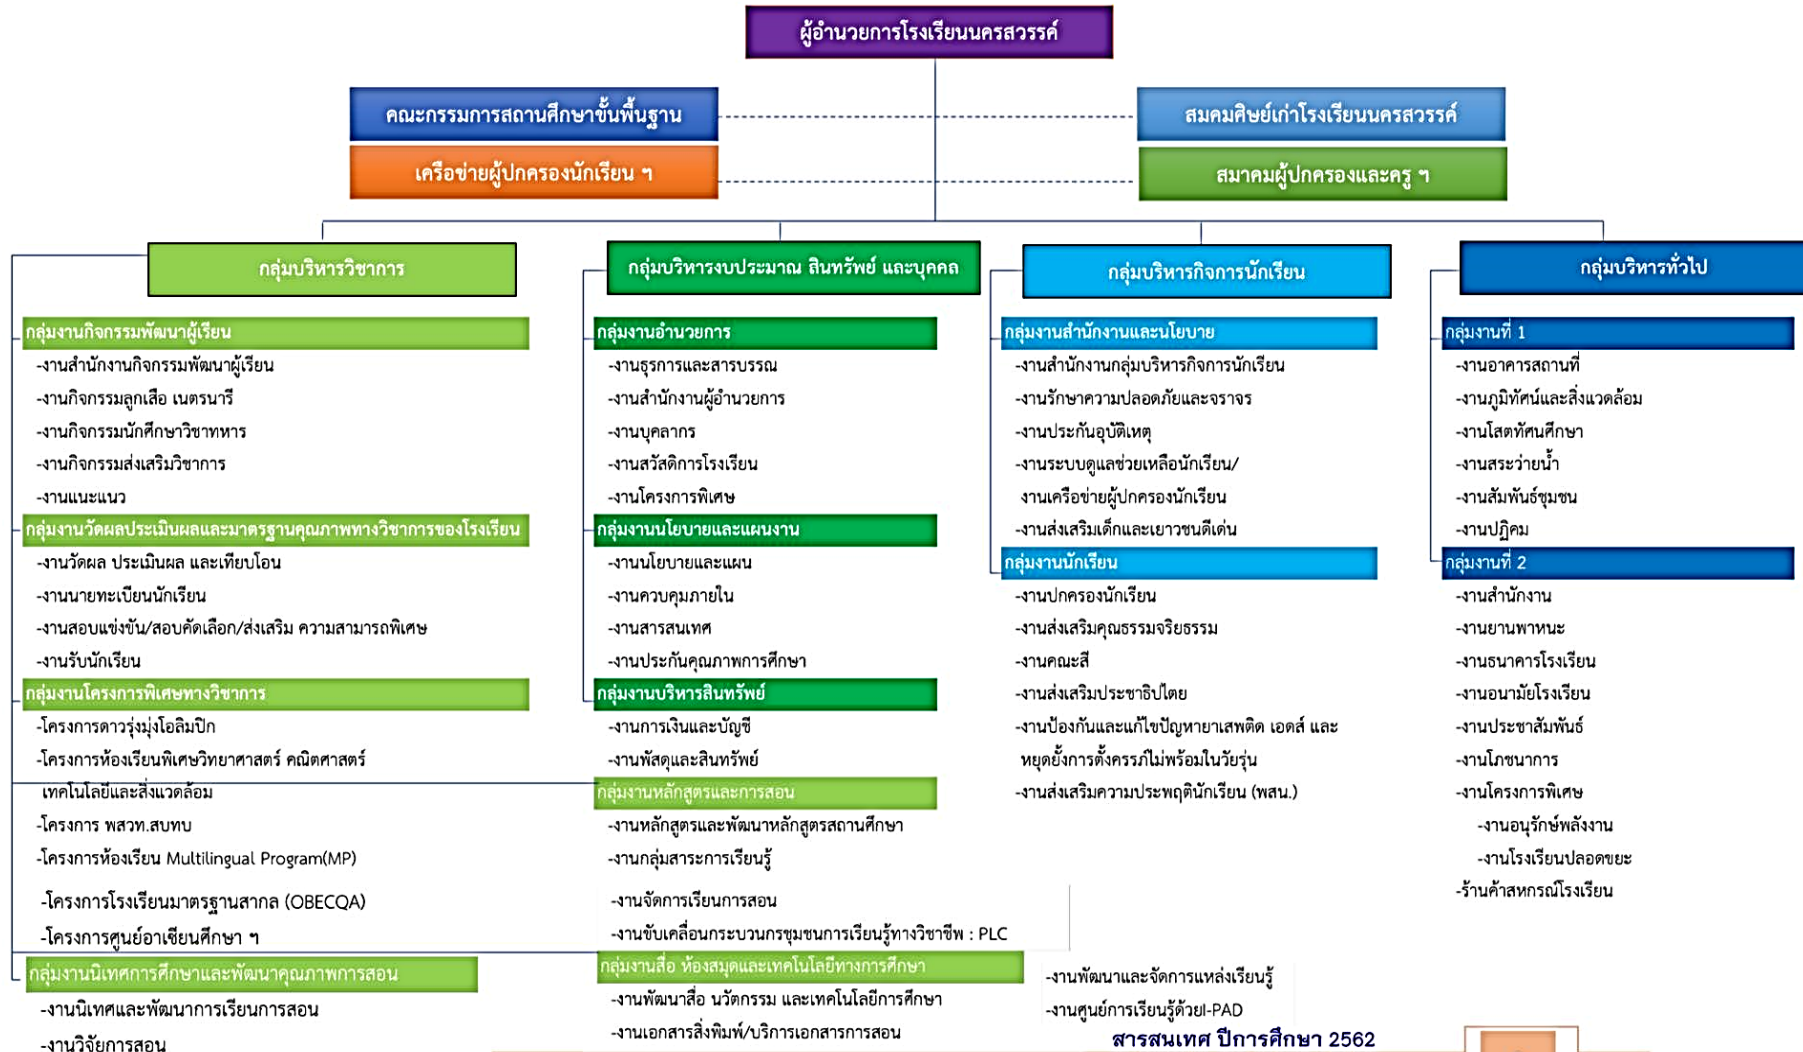 ผู้อำนวยการโรงเรียนนครสวรรค์
คณะกรรมการสถานศึกษาขั้นพื้นฐาน
สมคมศิษย์เก่าโรงเรียนนครสวรรค์
เครือข่ายผู้ปกครองนักเรียน ฯ
สมาคมผู้ปกครองและครู ฯ
กลุ่มบริหารวิชาการ
กลุ่มงานกิจกรรมพัฒนาผู้เรียน
-งานสำนักงานกิจกรรมพัฒนาผู้เรียน
-งานกิจกรรมลูกเสือ เนตรนารี
-งานกิจกรรมนักศึกษาวิชาทหาร
-งานกิจกรรมส่งเสริมวิชาการ
-งานแนะแนว
กลุ่มงานวัดผลประเมินผลและมาตรฐานคุณภาพทางวิชาการของโรงเรียน
-งานวัดผล ประเมินผล และเทียบโอน
-งานนายทะเบียนนักเรียน
-งานสอบแข่งขัน/สอบคัดเลือก/ส่งเสริม ความสามารถพิเศษ
-งานรับนักเรียน
กลุ่มงานโครงการพิเศษทางวิชาการ
-โครงการดาวรุ่งมุ่งโอลิมปิก
-โครงการห้องเรียนพิเศษวิทยาศาสตร์ คณิตศาสตร์
เทคโนโลยีและสิ่งแวดล้อม
-โครงการ พสวท.สบทบ
-โครงการห้องเรียน Multilingual Program(MP)
-โครงการโรงเรียนมาตรฐานสากล (OBECQA)
-โครงการศูนย์อาเซียนศึกษา ฯ
กลุ่มงานนิเทศการศึกษาและพัฒนาคุณภาพการสอน
-งานนิเทศและพัฒนาการเรียนการสอน
-งานวิจัยการสอน
กลุ่มบริหารงบประมาณ สินทรัพย์ และบุคคล
กลุ่มงานอำนวยการ
-งานธุรการและสารบรรณ
-งานสำนักงานผู้อำนวยการ
-งานบุคลากร
-งานสวัสดิการโรงเรียน
-งานโครงการพิเศษ
กลุ่มงานนโยบายและแผนงาน
-งานนโยบายและแผน
-งานควบคุมภายใน
-งานสารสนเทศ
-งานประกันคุณภาพการศึกษา
กลุ่มงานบริหารสินทรัพย์
-งานการเงินและบัญชี
-งานพัสดุและสินทรัพย์
กลุ่มงานหลักสูตรและการสอน
-งานหลักสูตรและพัฒนาหลักสูตรสถานศึกษา
-งานกลุ่มสาระการเรียนรู้
-งานจัดการเรียนการสอน
-งานขับเคลื่อนกระบวนกรชุมชนการเรียนรู้ทางวิชาชีพ : PLC
กลุ่มงานสื่อ ห้องสมุดและเทคโนโลยีทางการศึกษา
-งานพัฒนาสื่อ นวัตกรรม และเทคโนโลยีการศึกษา
-งานเอกสารสิ่งพิมพ์/บริการเอกสารการสอน
-งานพัฒนาและจัดการแหล่งเรียนรู้
-งานศูนย์การเรียนรู้ด้วยI-PAD
กลุ่มบริหารกิจการนักเรียน
กลุ่มงานสำนักงานและนโยบาย
-งานสำนักงานกลุ่มบริหารกิจการนักเรียน
-งานรักษาความปลอดภัยและจราจร
-งานประกันอุบัติเหตุ
-งานระบบดูแลช่วยเหลือนักเรียน/
งานเครือข่ายผู้ปกครองนักเรียน
-งานส่งเสริมเด็กและเยาวชนดีเด่น
กลุ่มงานนักเรียน
-งานปกครองนักเรียน
-งานส่งเสริมคุณธรรมจริยธรรม
-งานคณะสี
-งานส่งเสริมประชาธิปไตย
-งานป้องกันและแก้ไขปัญหายาเสพติด เอดส์ และ
หยุดยั้งการตั้งครรภ์ไม่พร้อมในวัยรุ่น
-งานส่งเสริมความประพฤตินักเรียน (พสน.)
กลุ่มบริหารทั่วไป
กลุ่มงานที่ 1
-งานอาคารสถานที่
-งานภูมิทัศน์และสิ่งแวดล้อม
-งานโสตทัศนศึกษา
-งานสระว่ายน้ำ
-งานสัมพันธ์ชุมชน
-งานปฏิคม
กลุ่มงานที่ 2
-งานสำนักงาน
-งานยานพาหนะ
-งานธนาคารโรงเรียน
-งานอนามัยโรงเรียน
-งานประชาสัมพันธ์
-งานโภชนาการ
-งานโครงการพิเศษ
-งานอนุรักษ์พลังงาน
-งานโรงเรียนปลอดขยะ
-ร้านค้าสหกรณ์โรงเรียน
สารสนเทศ ปีการศึกษา 2562